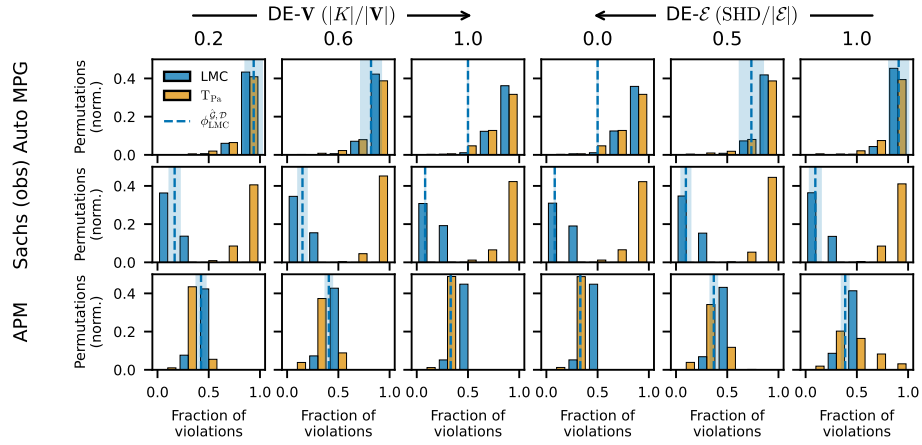 DE-V (|K|/|V|)
DE-ℰ (SHD/|ℰ|)
0.2 0.6 1.0 0.0 0.5 1.0
Auto MPG
Permutations
(norm.)
0.4
0.2
0.0
LMC
T_Pa
ϕ^{𝒢̂,𝒟}_{LMC}
Sachs (obs)
Permutations
(norm.)
0.4
0.2
0.0
APM
Permutations
(norm.)
0.4
0.2
0.0
0.0 0.5 1.0 0.0 0.5 1.0 0.0 0.5 1.0 0.0 0.5 1.0 0.0 0.5 1.0 0.0 0.5 1.0
Fraction of Fraction of Fraction of Fraction of Fraction of Fraction of
violations violations violations violations violations violations